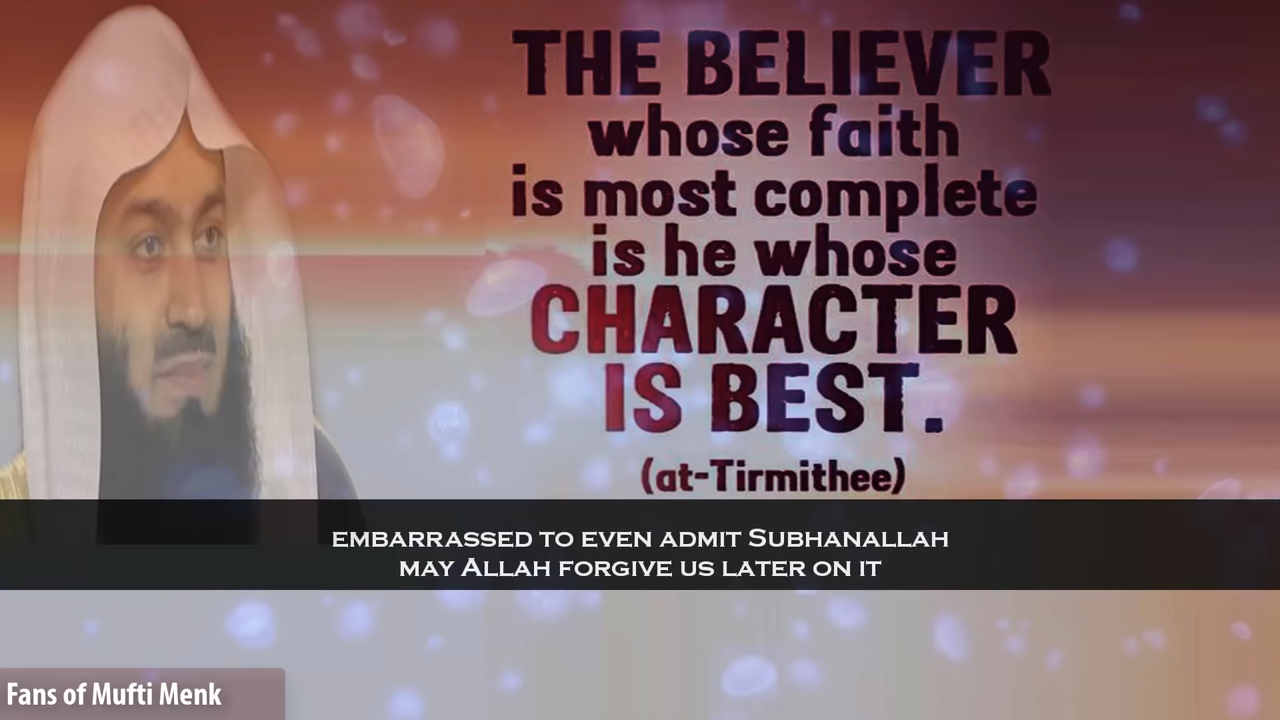 THE BELIEVER
whose faith
is most complete
is he whose
CHARACTER
IS BEST.
(at-Tirmithee)
EMBARRASSED TO EVEN ADMIT SUBHANALLAH
MAY ALLAH FORGIVE US LATER ON IT
Fans of Mufti Menk